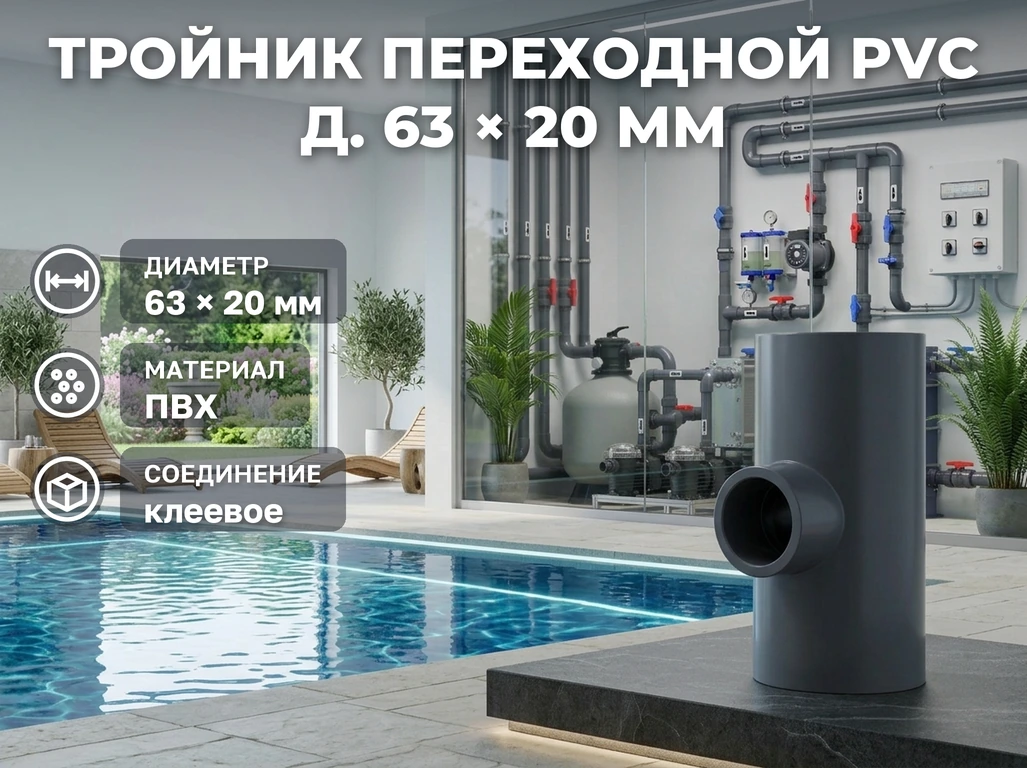 ТРОЙНИК ПЕРЕХОДНОЙ PVC
Д. 63 × 20 ММ
ДИАМЕТР
63 × 20 мм
МАТЕРИАЛ
ПВХ
СОЕДИНЕНИЕ
клеевое